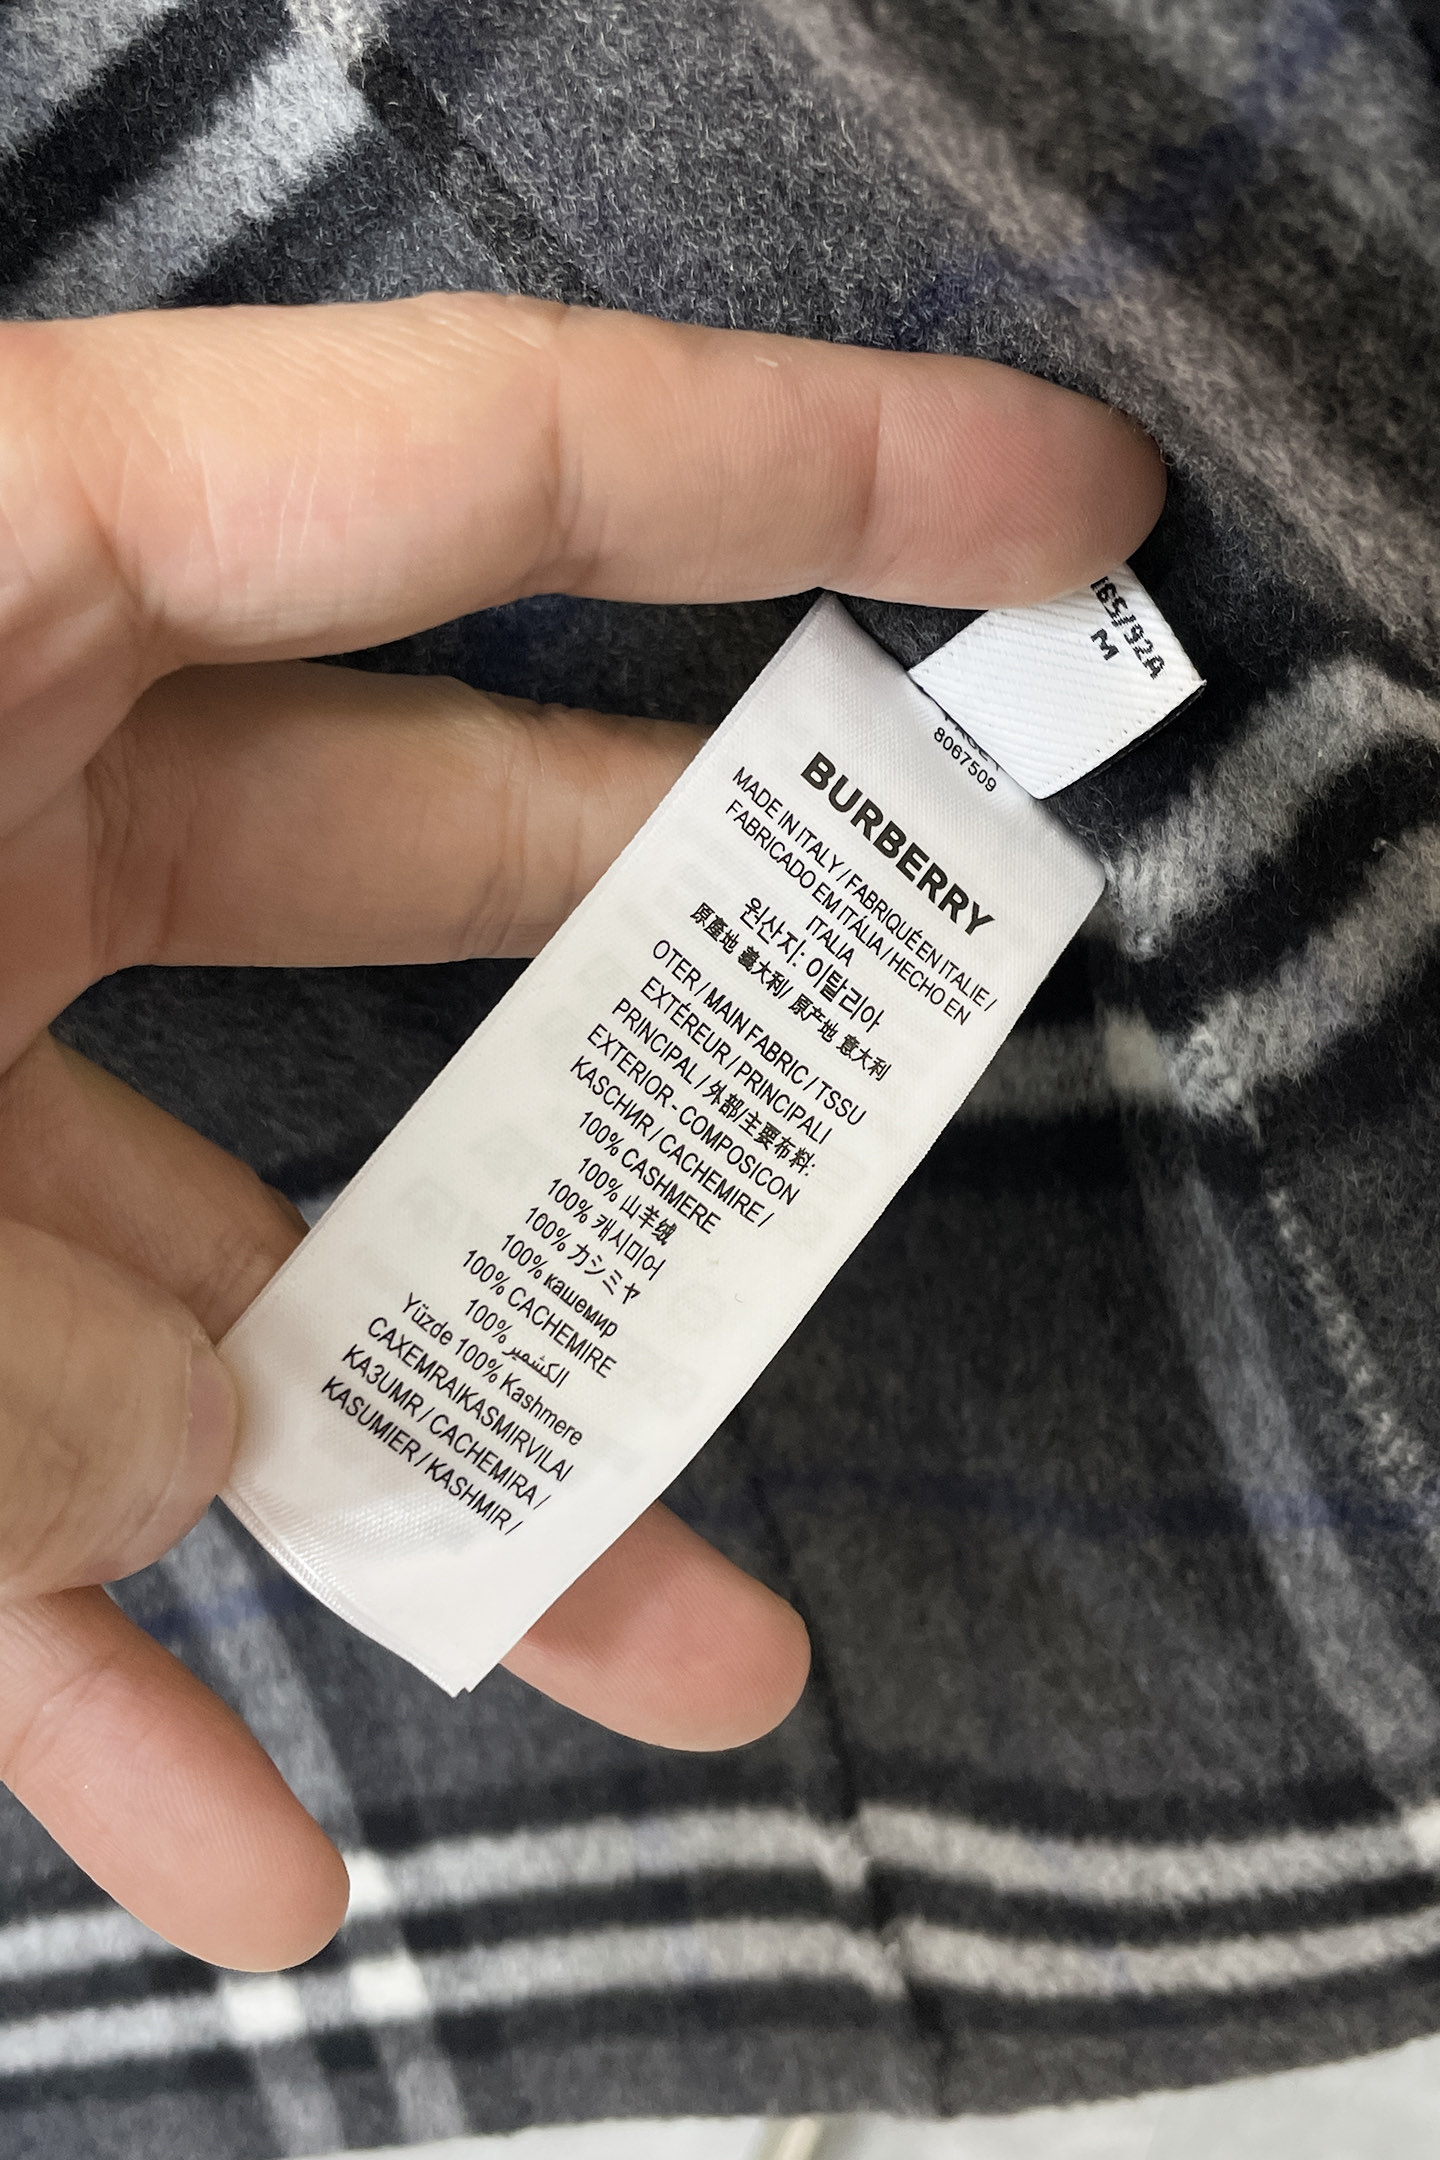 165/92A
M
8067509
BURBERRY
MADE IN ITALY / FABRIQUÉ EN ITALIE /
FABRICADO EM ITÁLIA / HECHO EN
ITALIA
원산지: 이탈리아
原產地 義大利/ 原产地 意大利
OTER / MAIN FABRIC / TSSU
EXTÉREUR / PRINCIPALI
PRINCIPAL / 外部/主要布料:
EXTERIOR - COMPOSICON
KASCHИR / CACHEMIRE /
100% CASHMERE
100% 山羊绒
100% 캐시미어
100% カシミヤ
100% кашемир
100% CACHEMIRE
100% الكشمير
Yüzde 100% Kashmere
CAXEMRAIKASMIRVILAI
KA3UMR / CACHEMIRA /
KASUMIER / KASHMIR /